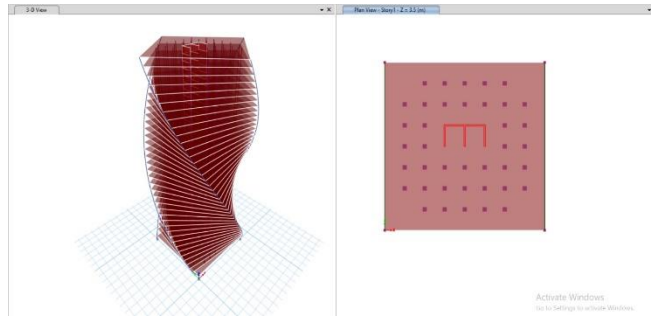 3-D View
Plan View - Story1 - Z = 3.5 (m)
Activate Windows
Go to Settings to activate Windows.